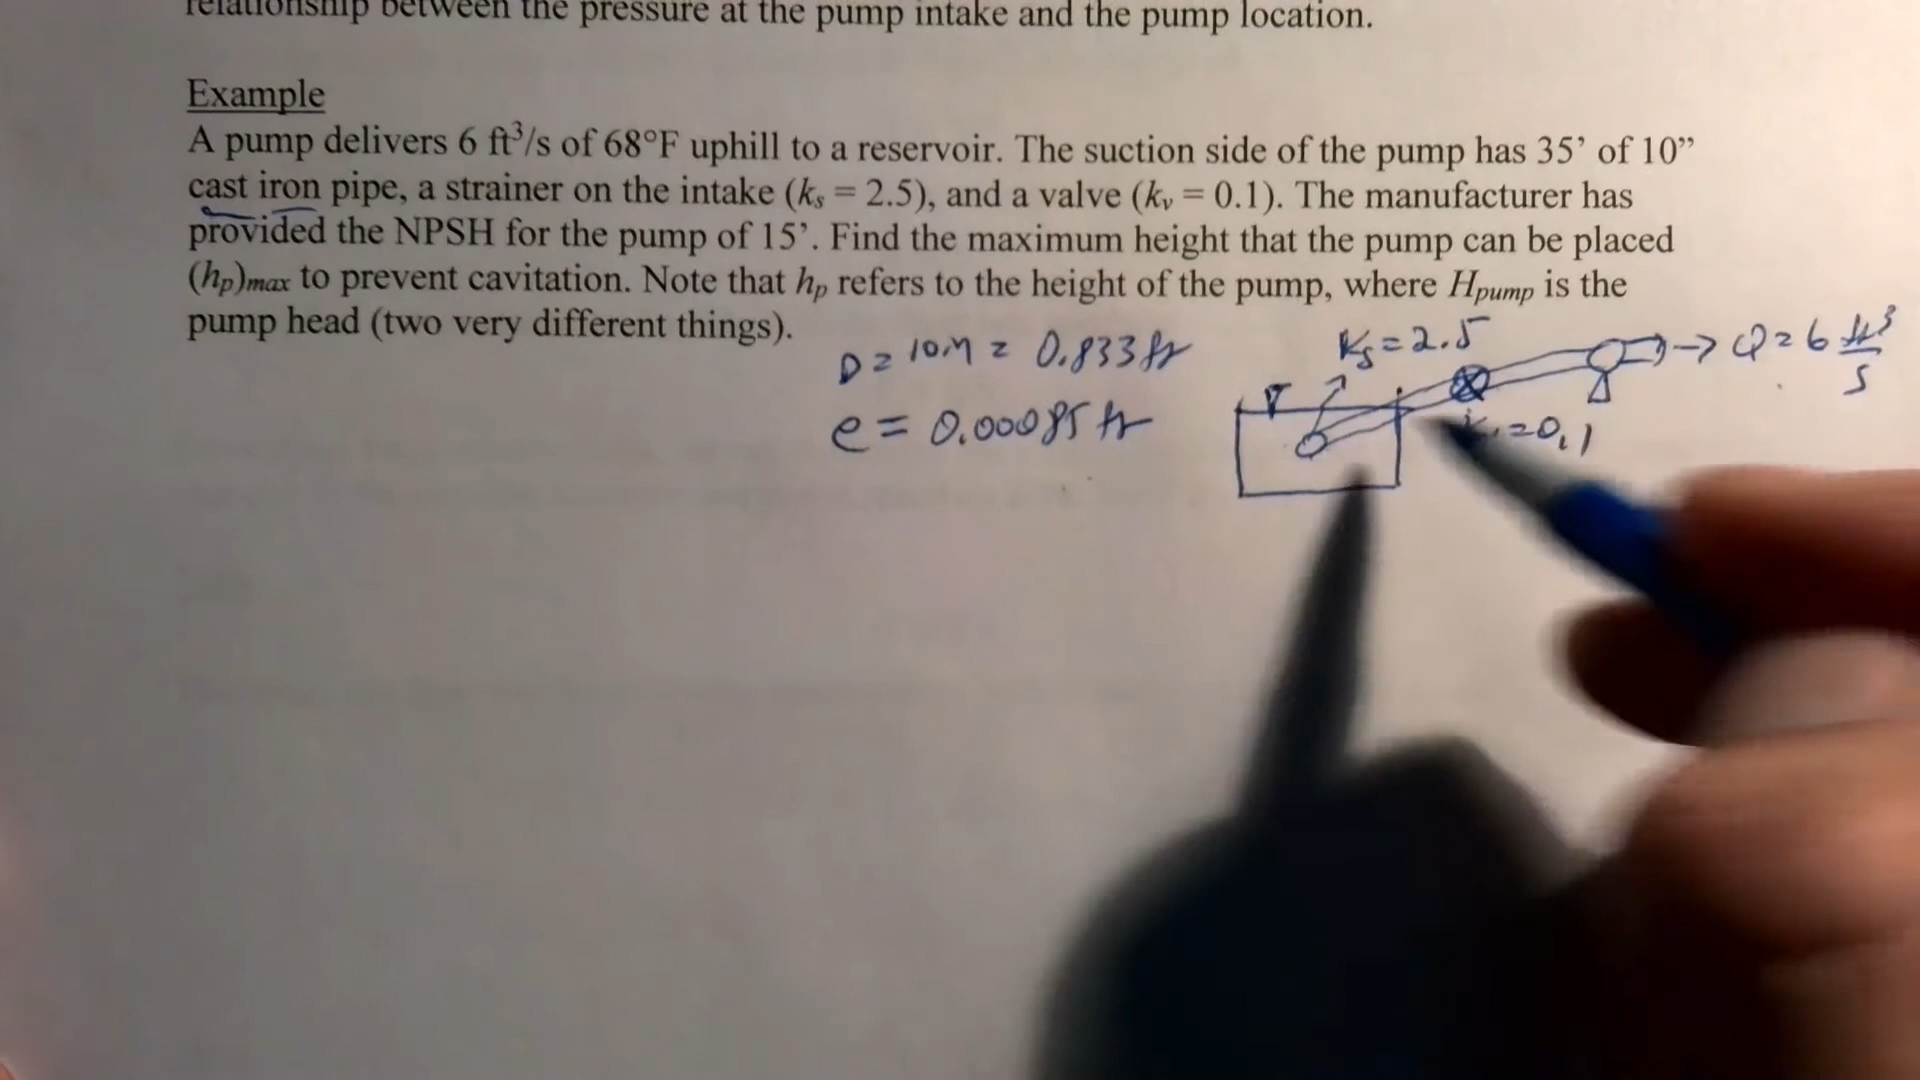 relationship between the pressure at the pump intake and the pump location.
Example
A pump delivers 6 ft³/s of 68°F uphill to a reservoir. The suction side of the pump has 35’ of 10”
cast iron pipe, a strainer on the intake (kₛ = 2.5), and a valve (kᵥ = 0.1). The manufacturer has
provided the NPSH for the pump of 15’. Find the maximum height that the pump can be placed
(hₚ)max to prevent cavitation. Note that hₚ refers to the height of the pump, where Hpump is the
pump head (two very different things).
D = 10in = 0.833 ft
Kₛ = 2.5
→ Q = 6 ft³/s
e = 0.00085 ft
= 0.1